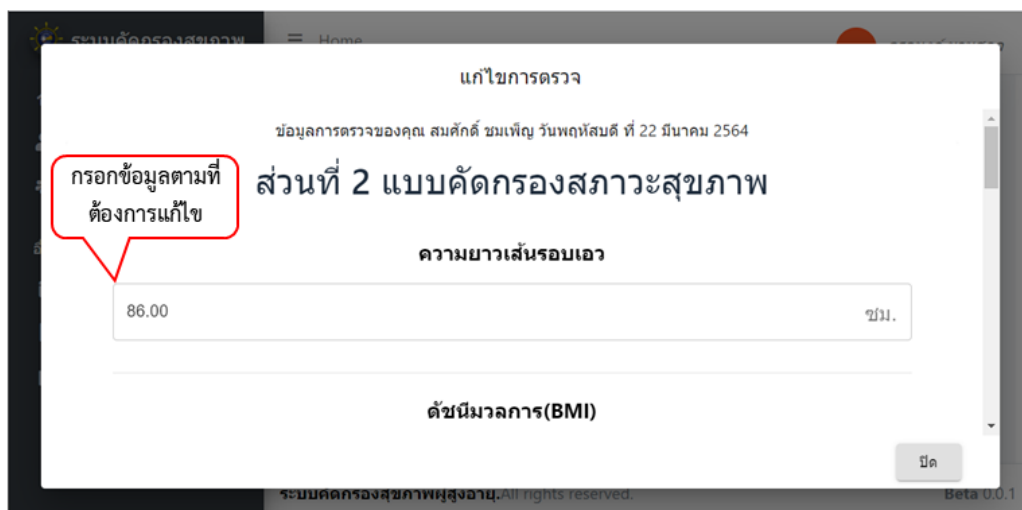 ระบบคัดกรองสุขภาพ
Home
แก้ไขการตรวจ
ข้อมูลการตรวจของคุณ สมศักดิ์ ชมเพ็ญ วันพฤหัสบดี ที่ 22 มีนาคม 2564
กรอกข้อมูลตามที่
ต้องการแก้ไข
ส่วนที่ 2 แบบคัดกรองสภาวะสุขภาพ
ความยาวเส้นรอบเอว
86.00 ซม.
ดัชนีมวลการ(BMI)
ปิด
ระบบคัดกรองสุขภาพผู้สูงอายุ.All rights reserved.
Beta 0.0.1